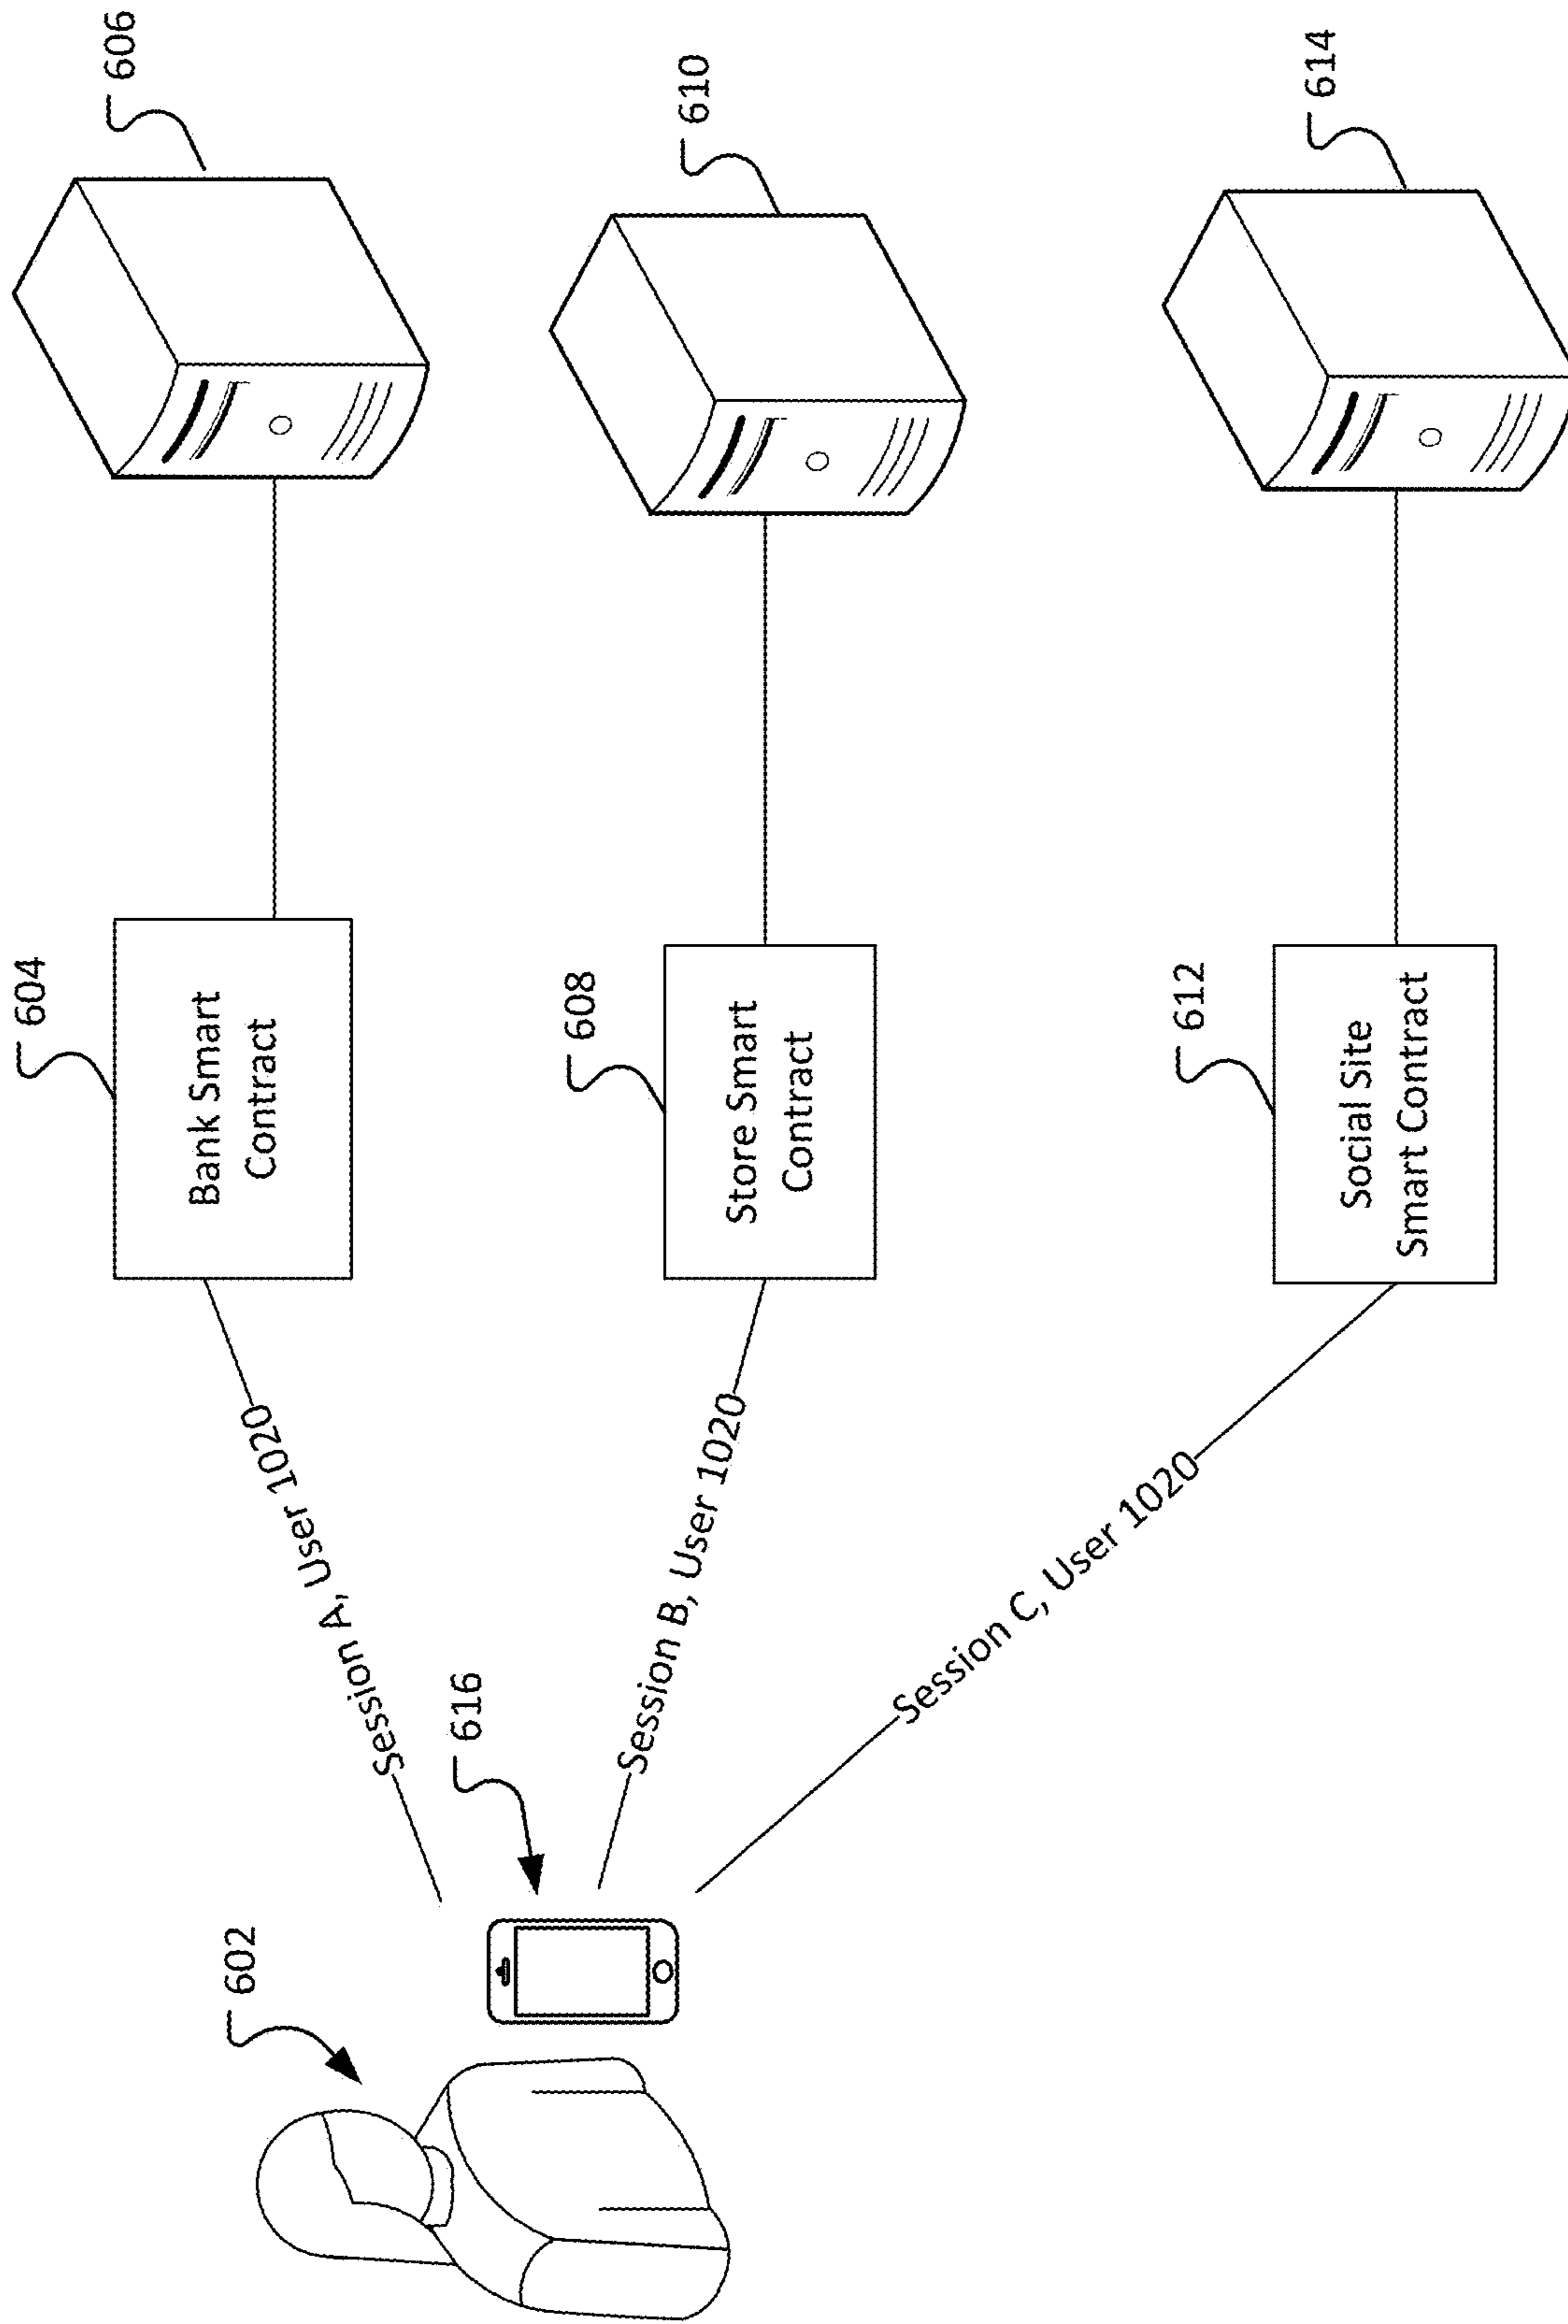 602
616
Session A, User 1020
Session B, User 1020
Session C, User 1020
604
Bank Smart
Contract
606
608
Store Smart
Contract
610
612
Social Site
Smart Contract
614